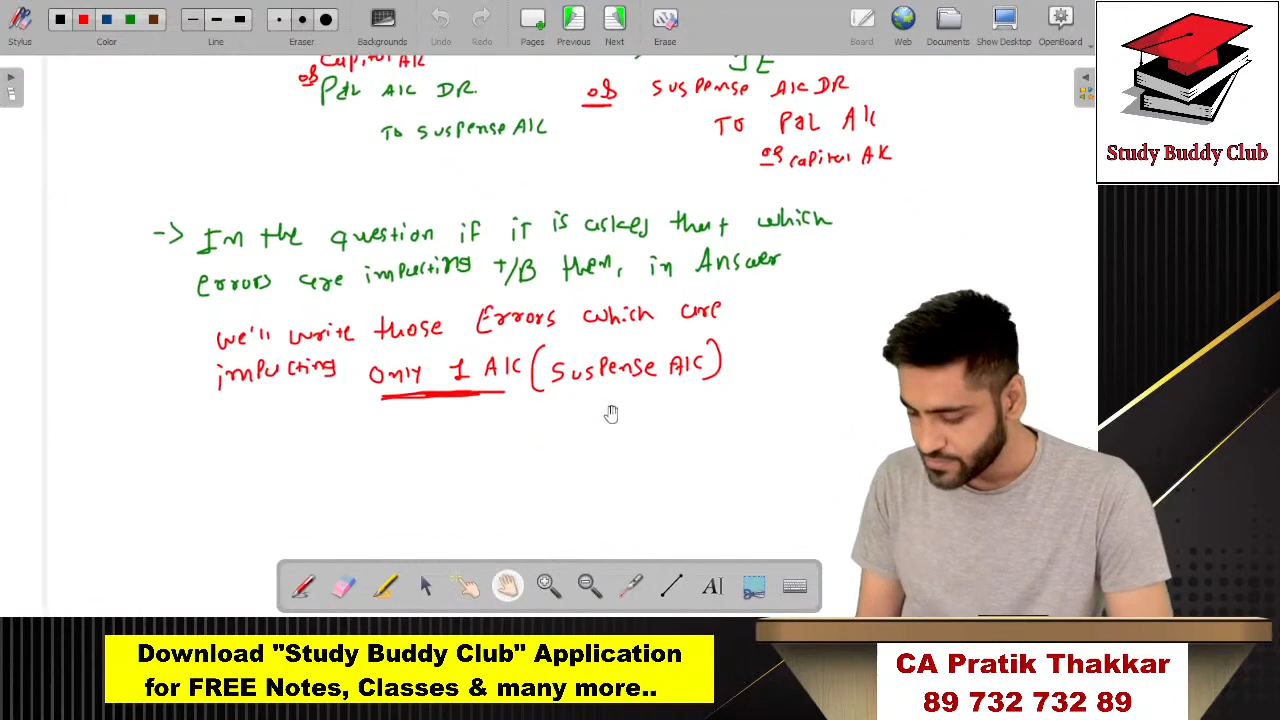 Stylus
Color
Line
Eraser
Backgrounds
Undo
Redo
Pages
Previous
Next
Erase
Board
Web
Documents
Show Desktop
OpenBoard
Study Buddy Club
Capital A/c
or
P&L A/c DR.
To Suspense A/c
JE
or Suspense A/c DR
To P&L A/c
or Capital A/c
-> In the question if it is askes that which
errors are impacting T/B then, in Answer
we'll write those Errors which are
impacting only 1 A/c (Suspense A/c)
Download "Study Buddy Club" Application
for FREE Notes, Classes & many more..
CA Pratik Thakkar
89 732 732 89